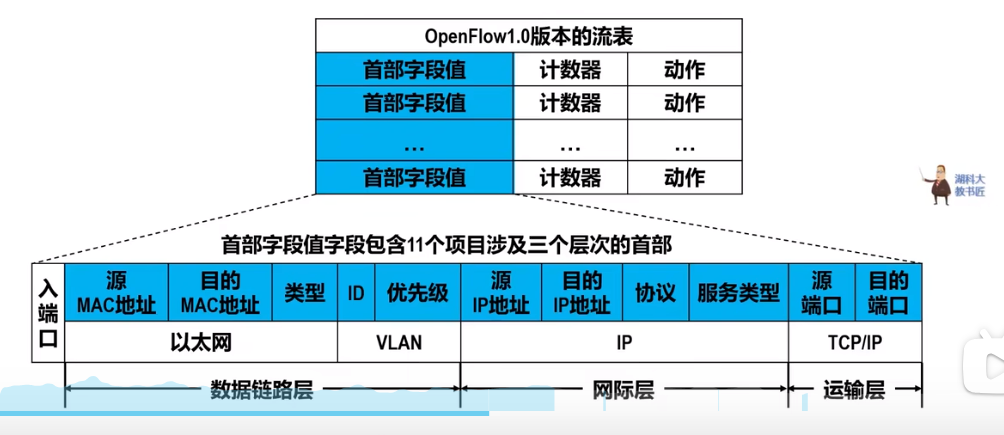 OpenFlow1.0版本的流表
首部字段值 计数器 动作
首部字段值 计数器 动作
... ... ...
首部字段值 计数器 动作
湖科大
教书匠
首部字段值字段包含11个项目涉及三个层次的首部
入端口
源
MAC地址
目的
MAC地址
类型
ID
优先级
源
IP地址
目的
IP地址
协议
服务类型
源
端口
目的
端口
以太网 VLAN IP TCP/IP
数据链路层 网际层 运输层